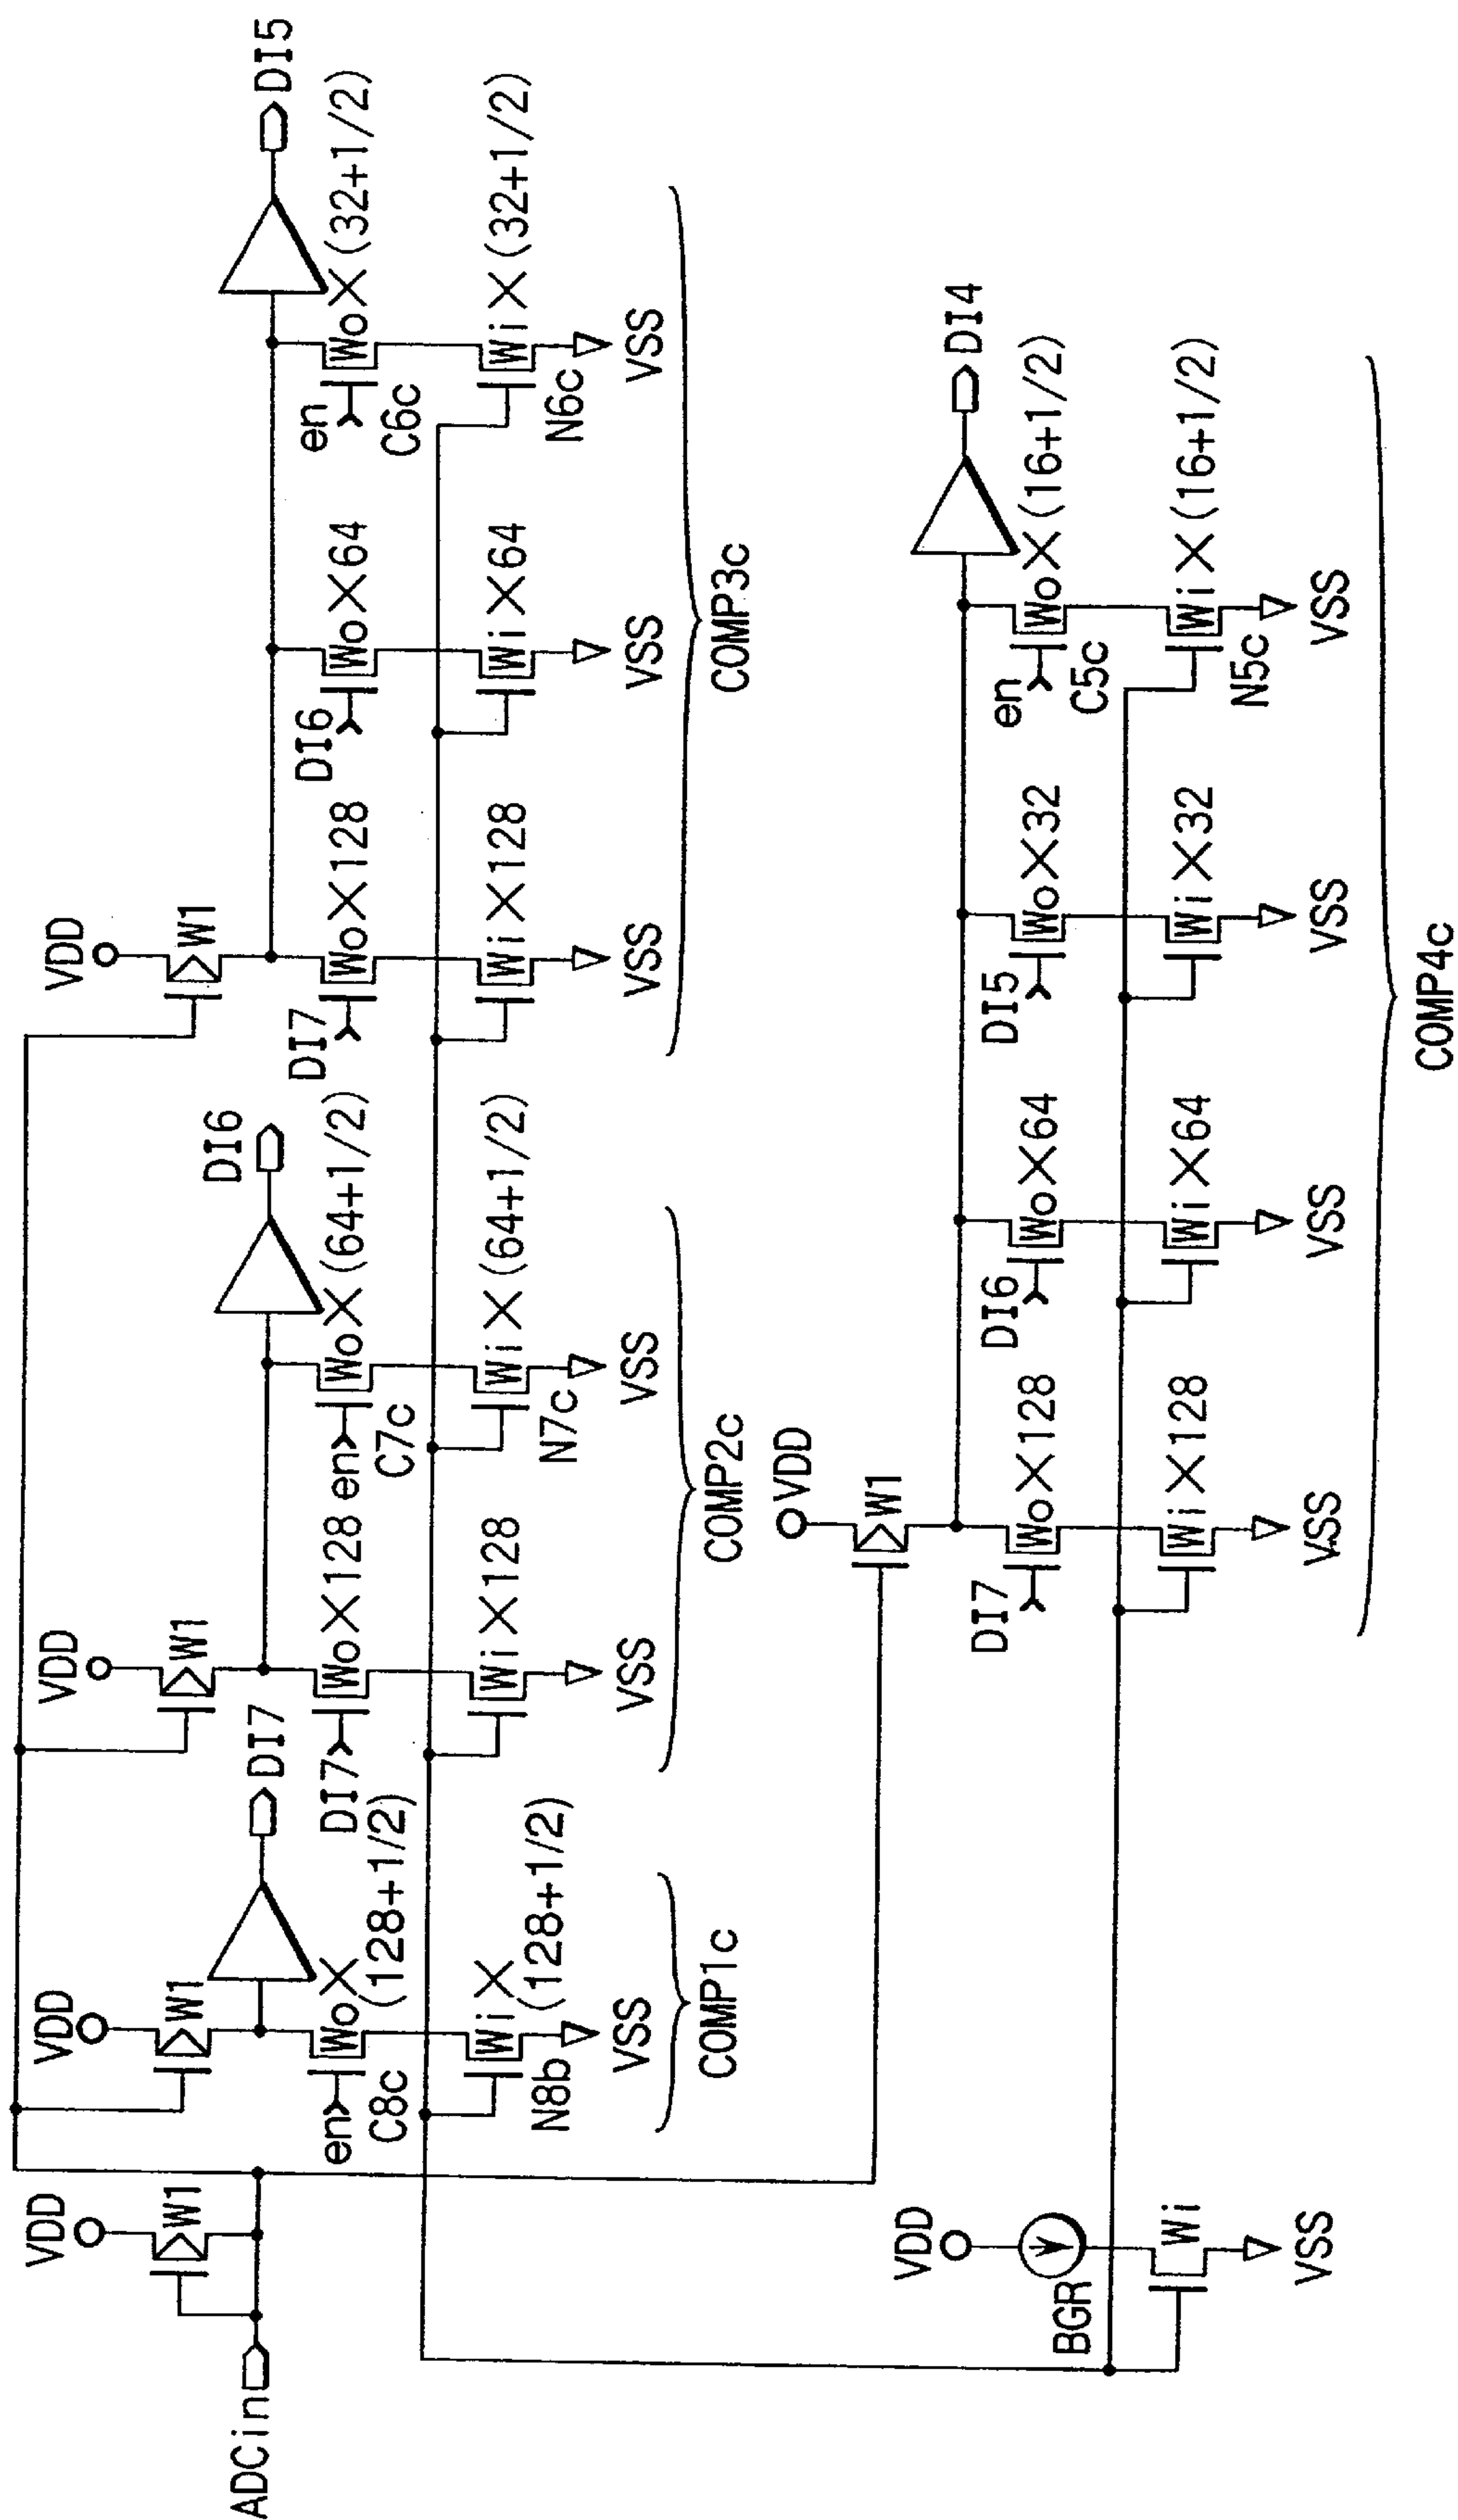 ADCin
VDD
W1
VDD
W1
DI7
en
C8c
Wo×
(128+1/2)
N8b
Wi×
(128+1/2)
VSS
COMP1c
VDD
W1
DI6
DI7
Wo×128
en
C7c
Wo×(64+1/2)
Wi×128
N7c
Wi×(64+1/2)
VSS
VSS
COMP2c
VDD
W1
DI5
DI7
Wo×128
DI6
Wo×64
en
C6c
Wo×(32+1/2)
Wi×128
Wi×64
N6c
Wi×(32+1/2)
VSS
VSS
VSS
COMP3c
VDD
BGR
Wi
VSS
VDD
W1
DI4
DI7
Wo×128
DI6
Wo×64
DI5
Wo×32
en
C5c
Wo×(16+1/2)
Wi×128
Wi×64
Wi×32
N5c
Wi×(16+1/2)
VSS
VSS
VSS
VSS
COMP4c